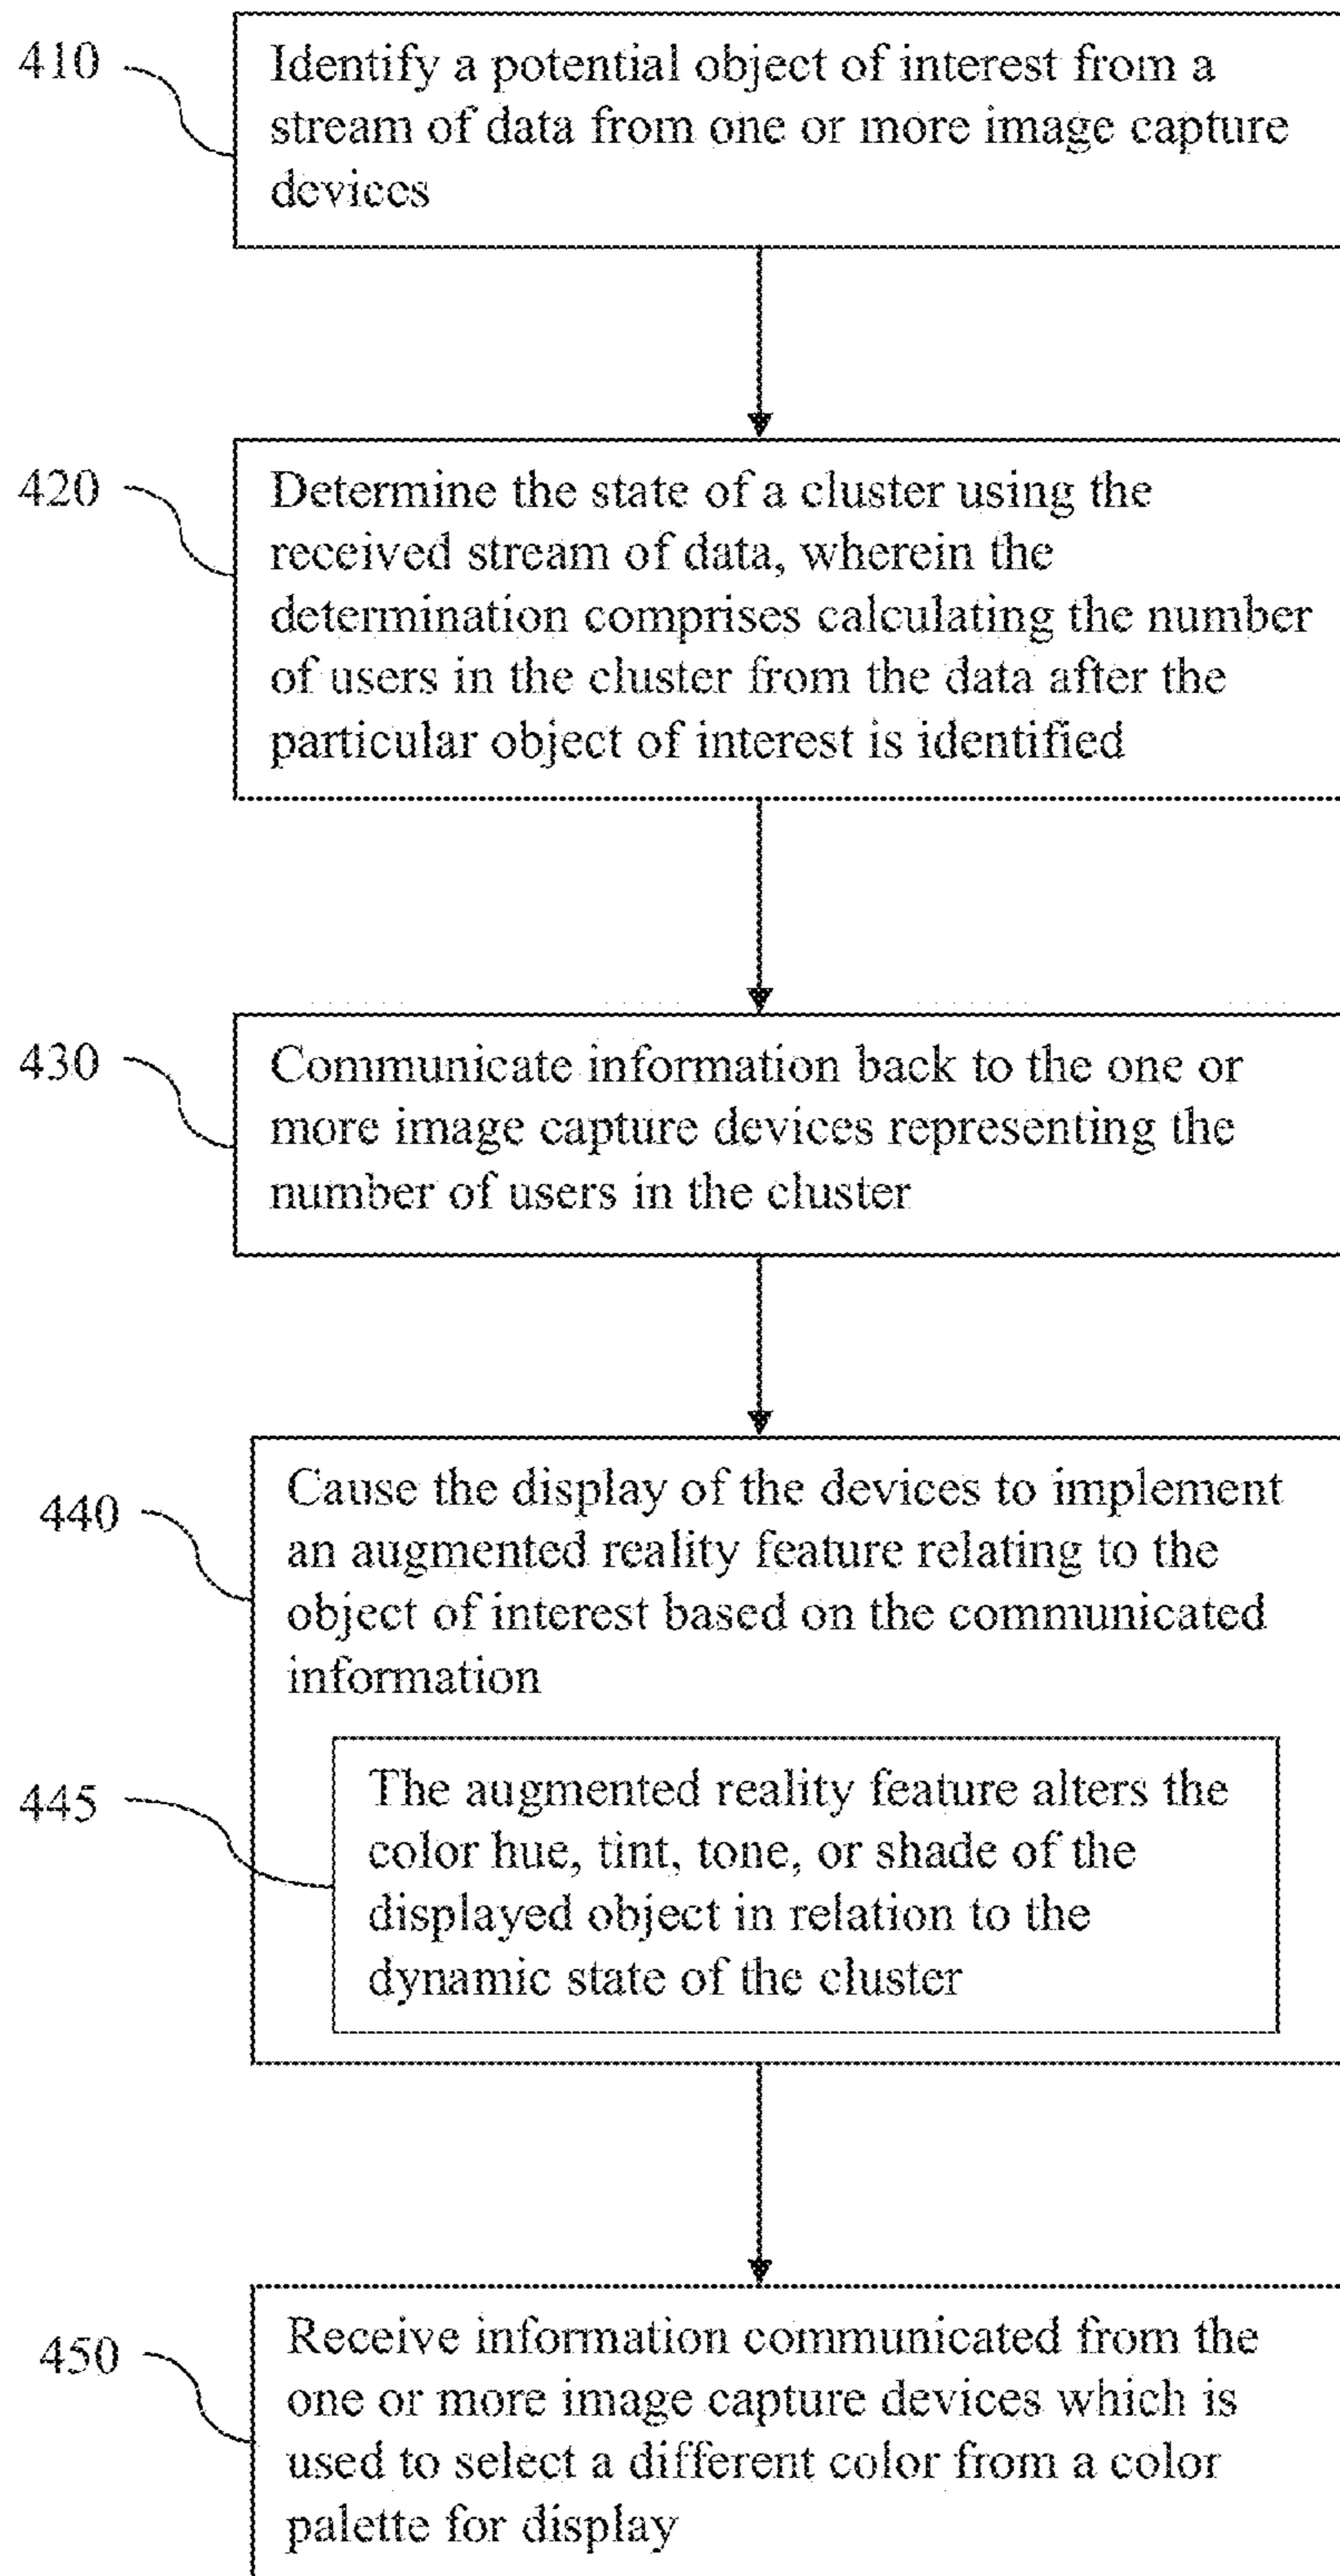 410
Identify a potential object of interest from a
stream of data from one or more image capture
devices
420
Determine the state of a cluster using the
received stream of data, wherein the
determination comprises calculating the number
of users in the cluster from the data after the
particular object of interest is identified
430
Communicate information back to the one or
more image capture devices representing the
number of users in the cluster
440
Cause the display of the devices to implement
an augmented reality feature relating to the
object of interest based on the communicated
information
445
The augmented reality feature alters the
color hue, tint, tone, or shade of the
displayed object in relation to the
dynamic state of the cluster
450
Receive information communicated from the
one or more image capture devices which is
used to select a different color from a color
palette for display